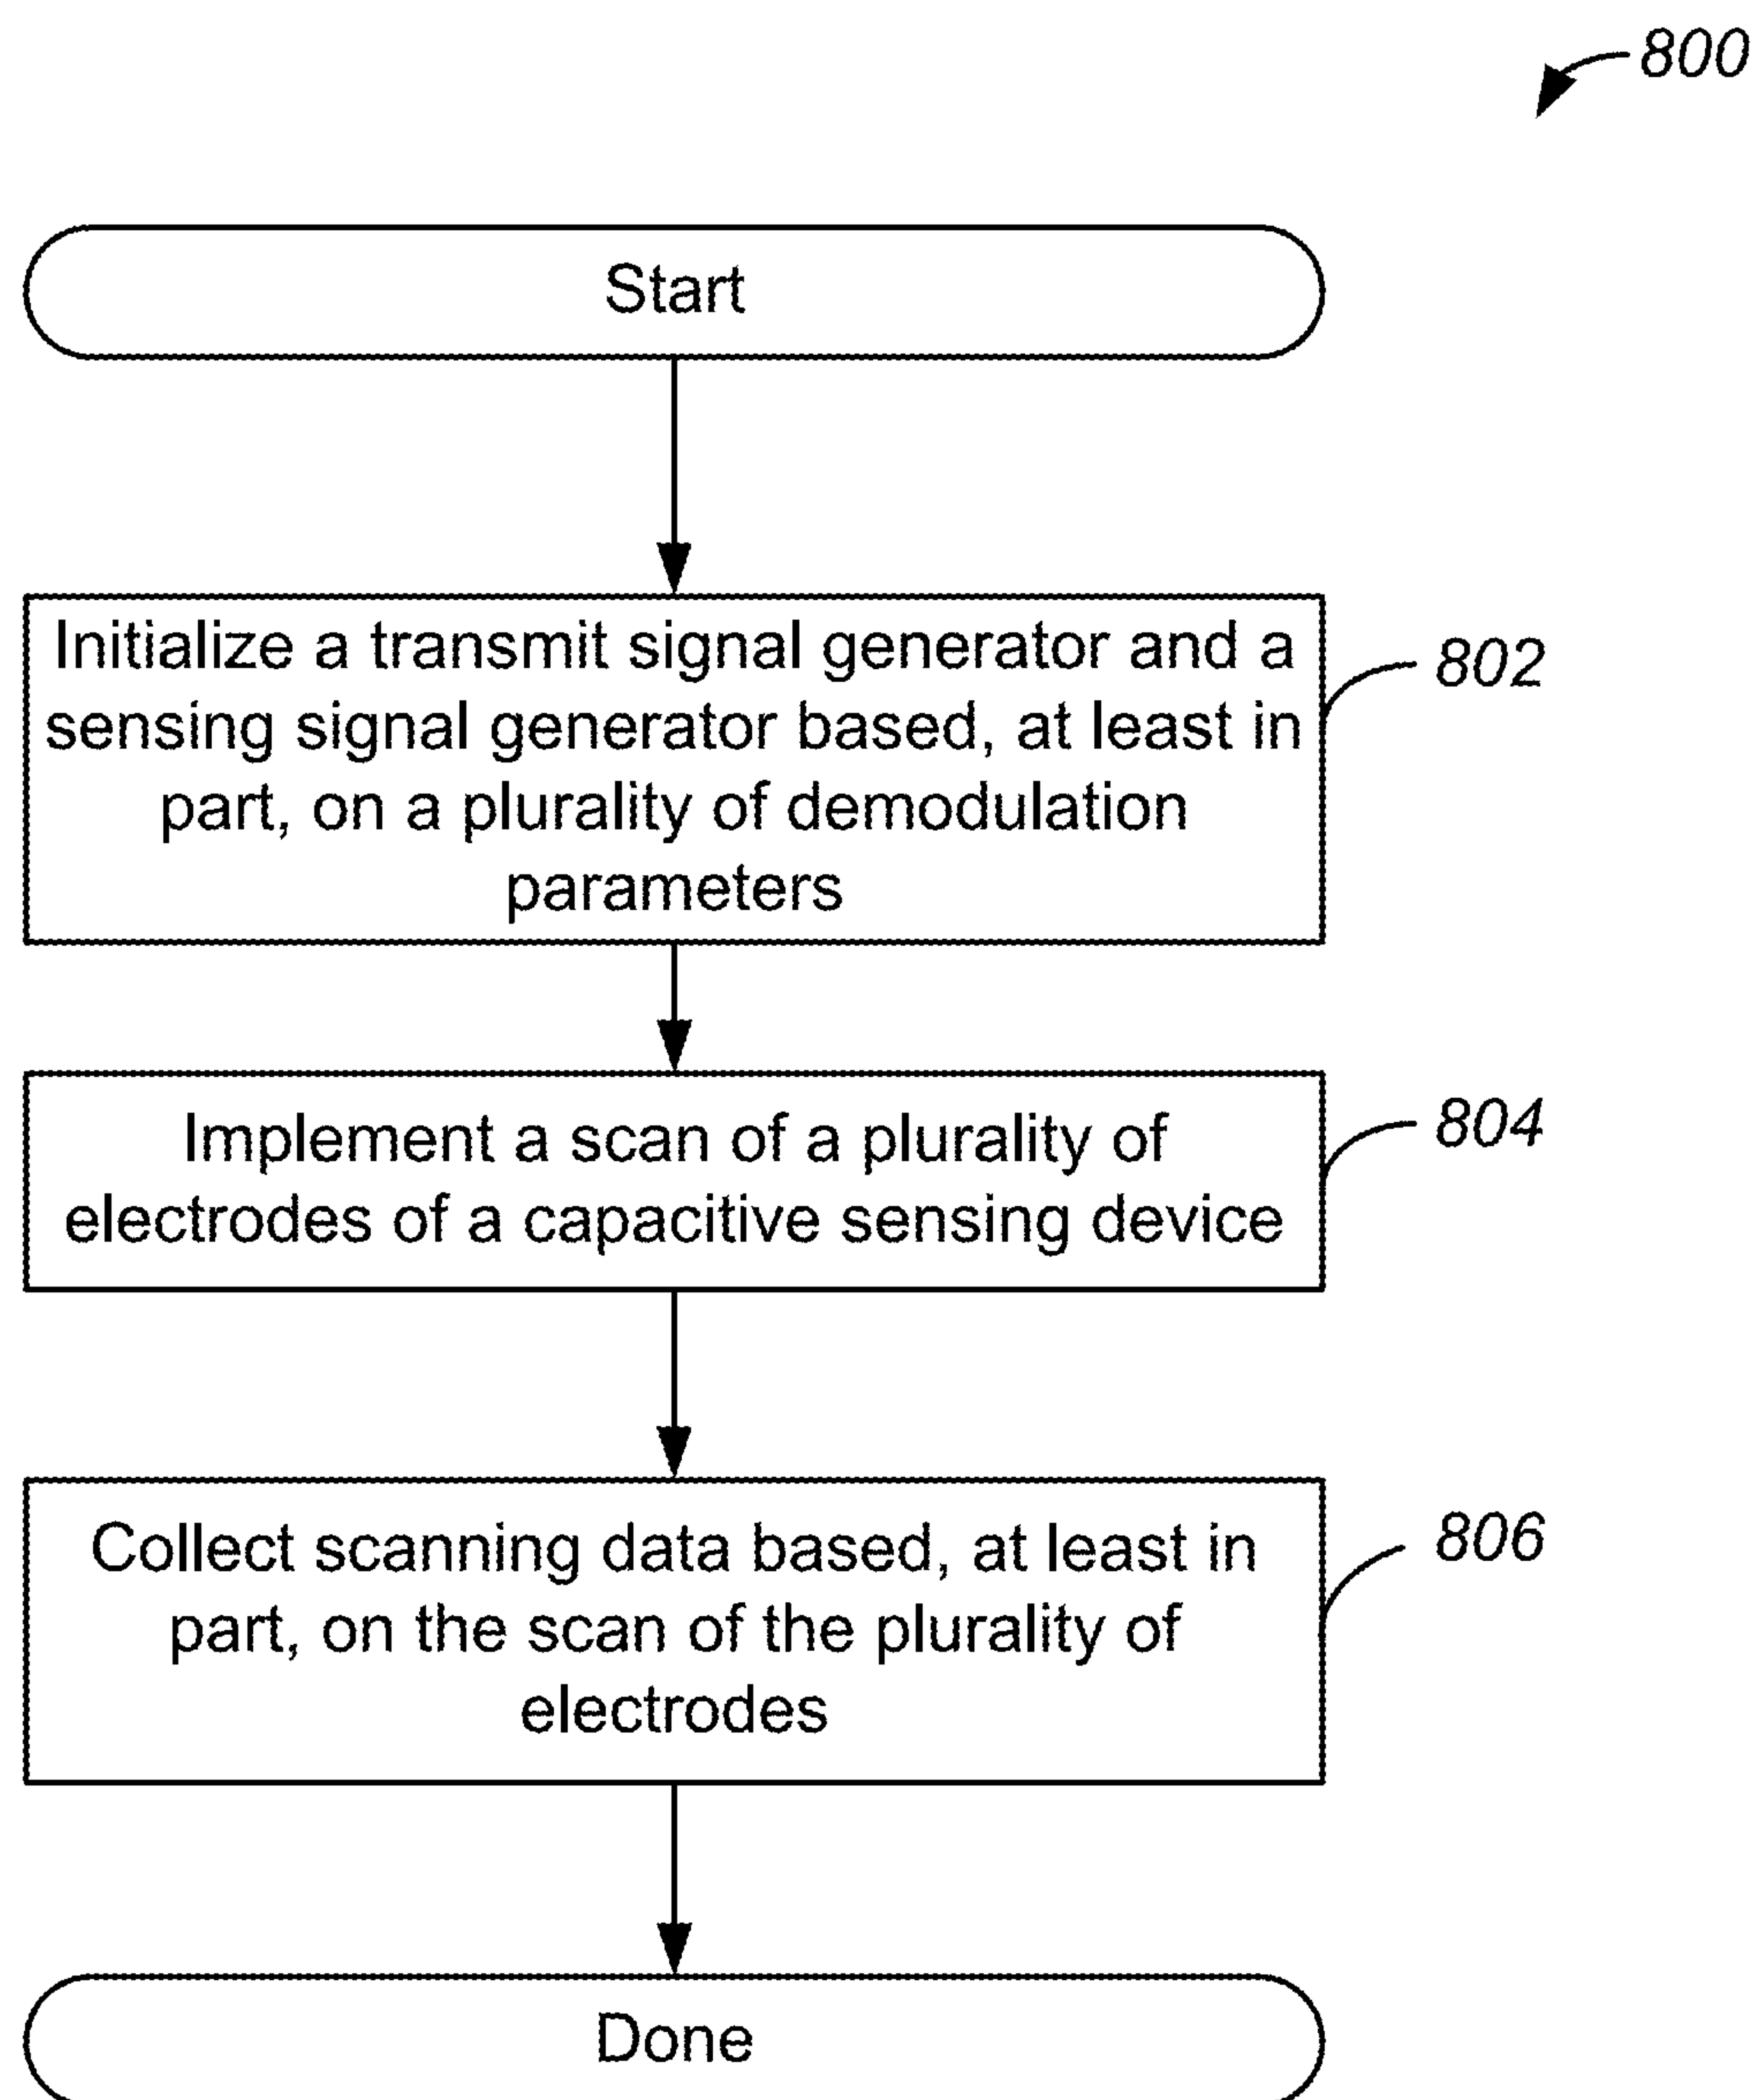 800
Start
Initialize a transmit signal generator and a
sensing signal generator based, at least in
part, on a plurality of demodulation
parameters
802
Implement a scan of a plurality of
electrodes of a capacitive sensing device
804
Collect scanning data based, at least in
part, on the scan of the plurality of
electrodes
806
Done